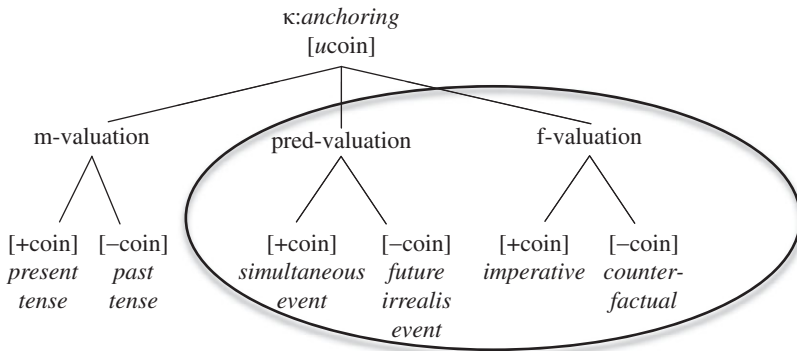 κ:anchoring
[ucoin]
m-valuation pred-valuation f-valuation
[+coin] [–coin] [+coin] [–coin] [+coin] [–coin]
present past simultaneous future imperative counter-
tense tense event irrealis factual
event